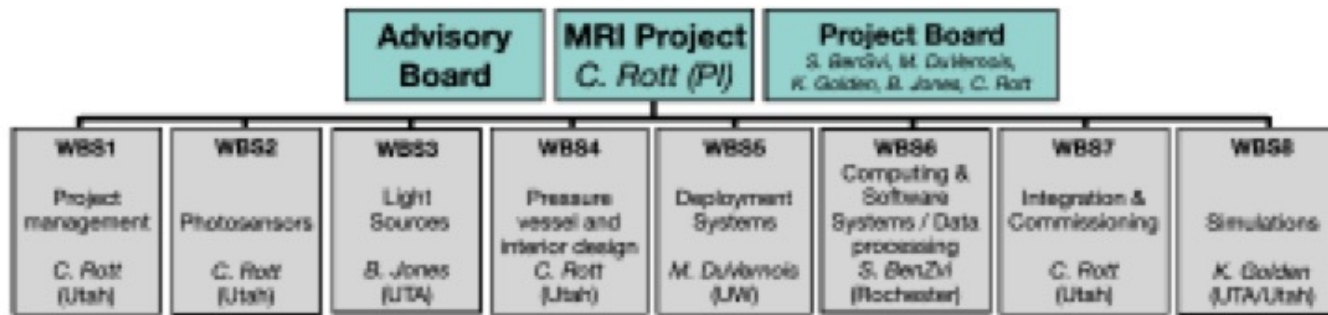 Advisory
Board
MRI Project
C. Rott (PI)
Project Board
S. BenZvi, M. DuVernois,
K. Golden, B. Jones, C. Rott
WBS1
Project
management
C. Rott
(Utah)
WBS2
Photosensors
C. Rott
(Utah)
WBS3
Light
Sources
B. Jones
(UTA)
WBS4
Pressure
vessel and
interior design
C. Rott
(Utah)
WBS5
Deployment
Systems
M. DuVernois
(UW)
WBS6
Computing &
Software
Systems / Data
processing
S. BenZvi
(Rochester)
WBS7
Integration &
Commissioning
C. Rott
(Utah)
WBS8
Simulations
K. Golden
(UTA/Utah)